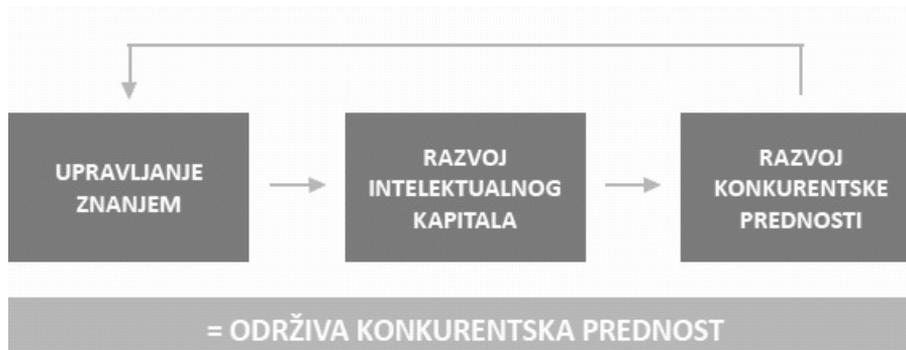 UPRAVLJANJE
ZNANJEM
RAZVOJ
INTELEKTUALNOG
KAPITALA
RAZVOJ
KONKURENTSKE
PREDNOSTI
= ODRŽIVA KONKURENTSKA PREDNOST